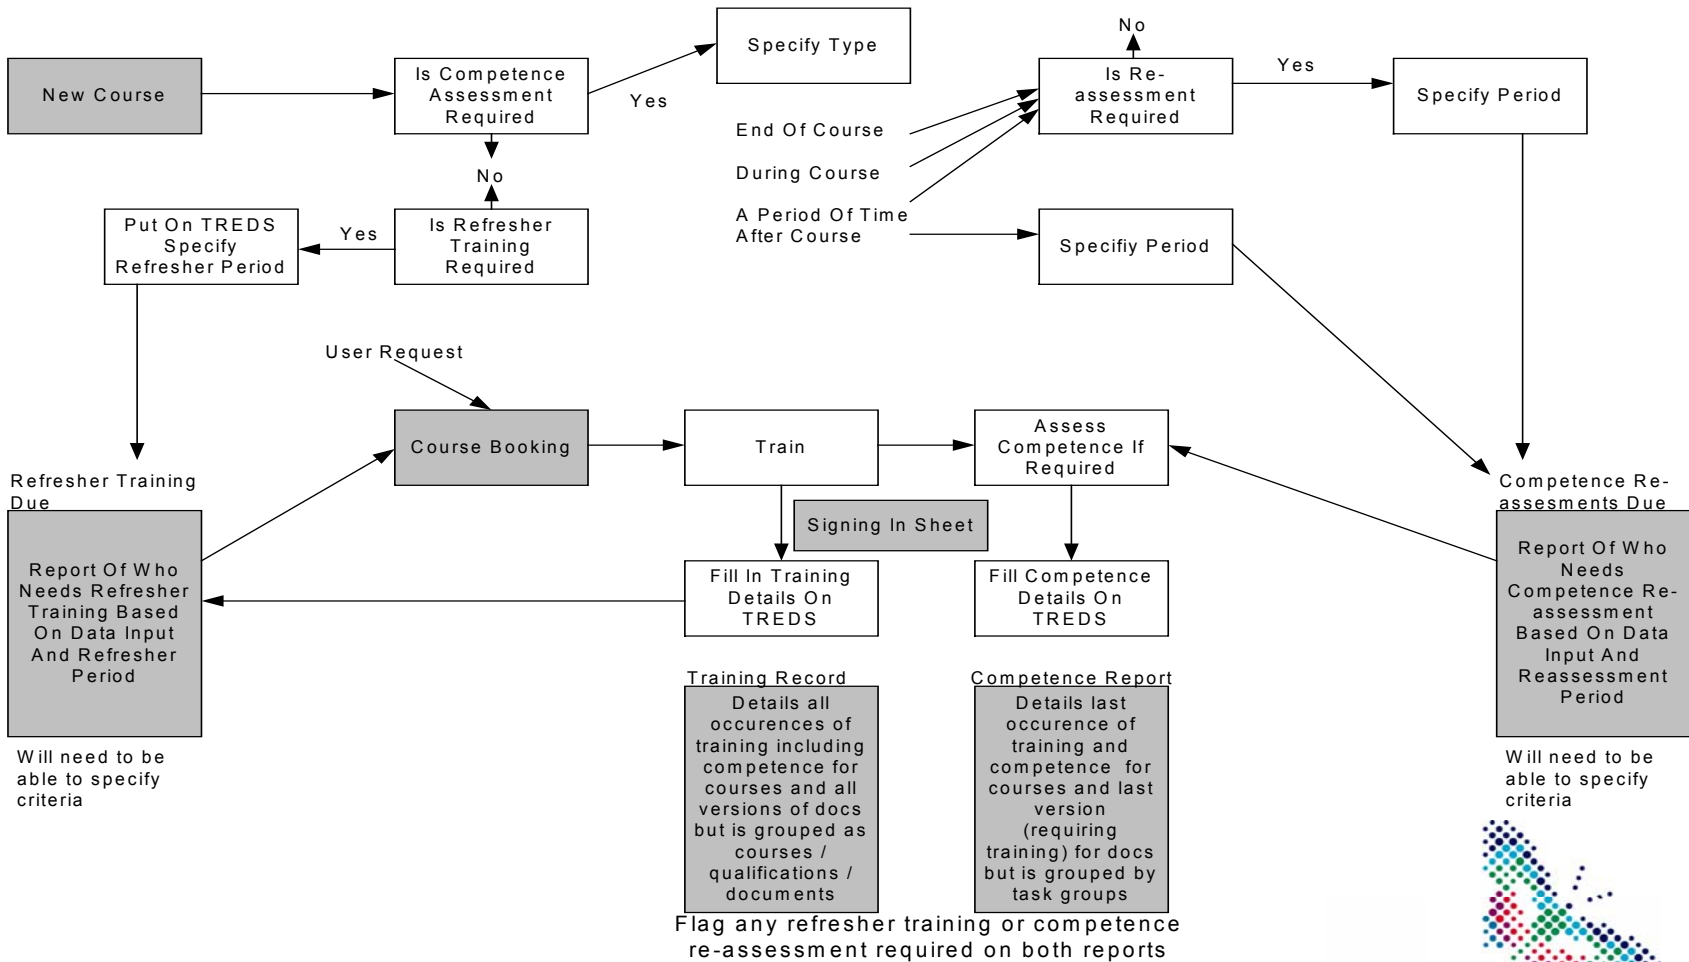 New Course
Is Competence
Assessment
Required
Yes
No
Specify Type
No
Is Re-
assessment
Required
Yes
Specify Period
End Of Course
During Course
A Period Of Time
After Course
Specifiy Period
Put On TREDS
Specify
Refresher Period
Yes
Is Refresher
Training
Required
User Request
Course Booking
Train
Assess
Competence If
Required
Signing In Sheet
Refresher Training
Due
Report Of Who
Needs Refresher
Training Based
On Data Input
And Refresher
Period
Will need to be
able to specify
criteria
Fill In Training
Details On
TREDS
Fill Competence
Details On
TREDS
Competence Re-
assesments Due
Report Of Who
Needs
Competence Re-
assessment
Based On Data
Input And
Reassessment
Period
Will need to be
able to specify
criteria
Training Record
Details all
occurences of
training including
competence for
courses and all
versions of docs
but is grouped as
courses /
qualifications /
documents
Competence Report
Details last
occurence of
training and
competence for
courses and last
version
(requiring
training) for docs
but is grouped by
task groups
Flag any refresher training or competence
re-assessment required on both reports